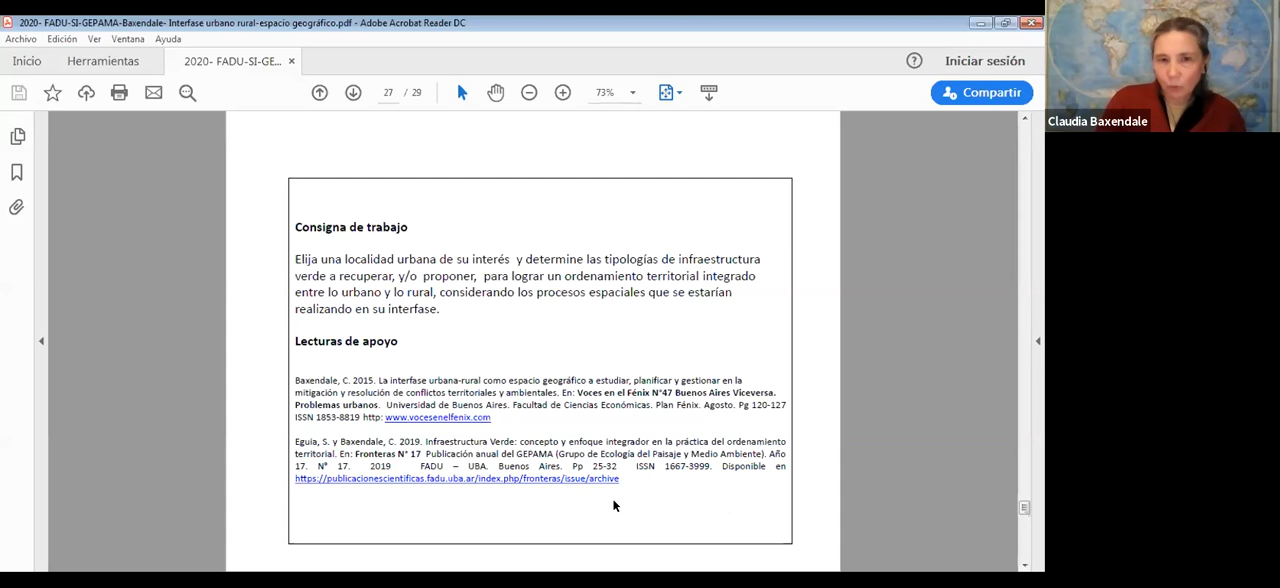 2020- FADU-SI-GEPAMA-Baxendale- Interfase urbano rural-espacio geográfico.pdf - Adobe Acrobat Reader DC
Archivo Edición Ver Ventana Ayuda
Inicio Herramientas 2020- FADU-SI-GE... × Iniciar sesión
27 / 29 73% Compartir
Claudia Baxendale
Consigna de trabajo
Elija una localidad urbana de su interés y determine las tipologías de infraestructura
verde a recuperar, y/o proponer, para lograr un ordenamiento territorial integrado
entre lo urbano y lo rural, considerando los procesos espaciales que se estarían
realizando en su interfase.
Lecturas de apoyo
Baxendale, C. 2015. La interfase urbana-rural como espacio geográfico a estudiar, planificar y gestionar en la
mitigación y resolución de conflictos territoriales y ambientales. En: Voces en el Fénix N°47 Buenos Aires Viceversa.
Problemas urbanos. Universidad de Buenos Aires. Facultad de Ciencias Económicas. Plan Fénix. Agosto. Pg 120-127
ISSN 1853-8819 http: www.vocesenelfenix.com
Eguia, S. y Baxendale, C. 2019. Infraestructura Verde: concepto y enfoque integrador en la práctica del ordenamiento
territorial. En: Fronteras N° 17 Publicación anual del GEPAMA (Grupo de Ecología del Paisaje y Medio Ambiente). Año
17. N° 17. 2019 FADU – UBA. Buenos Aires. Pp 25-32 ISSN 1667-3999. Disponible en
https://publicacionescientificas.fadu.uba.ar/index.php/fronteras/issue/archive